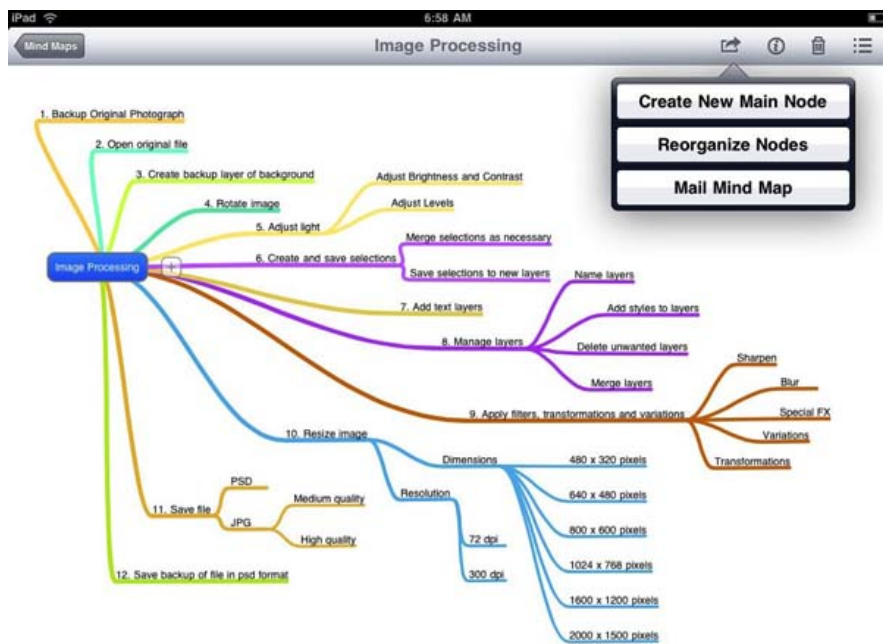 iPad
6:58 AM
Mind Maps
Image Processing
Create New Main Node
Reorganize Nodes
Mail Mind Map
1. Backup Original Photograph
2. Open original file
3. Create backup layer of background
4. Rotate image
5. Adjust light
Adjust Brightness and Contrast
Adjust Levels
Image Processing
6. Create and save selections
Merge selections as necessary
Save selections to new layers
7. Add text layers
8. Manage layers
Name layers
Add styles to layers
Delete unwanted layers
Merge layers
9. Apply filters, transformations and variations
Sharpen
Blur
Special FX
Variations
Transformations
10. Resize image
Dimensions
480 x 320 pixels
640 x 480 pixels
800 x 600 pixels
1024 x 768 pixels
1600 x 1200 pixels
2000 x 1500 pixels
Resolution
72 dpi
300 dpi
11. Save file
PSD
JPG
Medium quality
High quality
12. Save backup of file in psd format